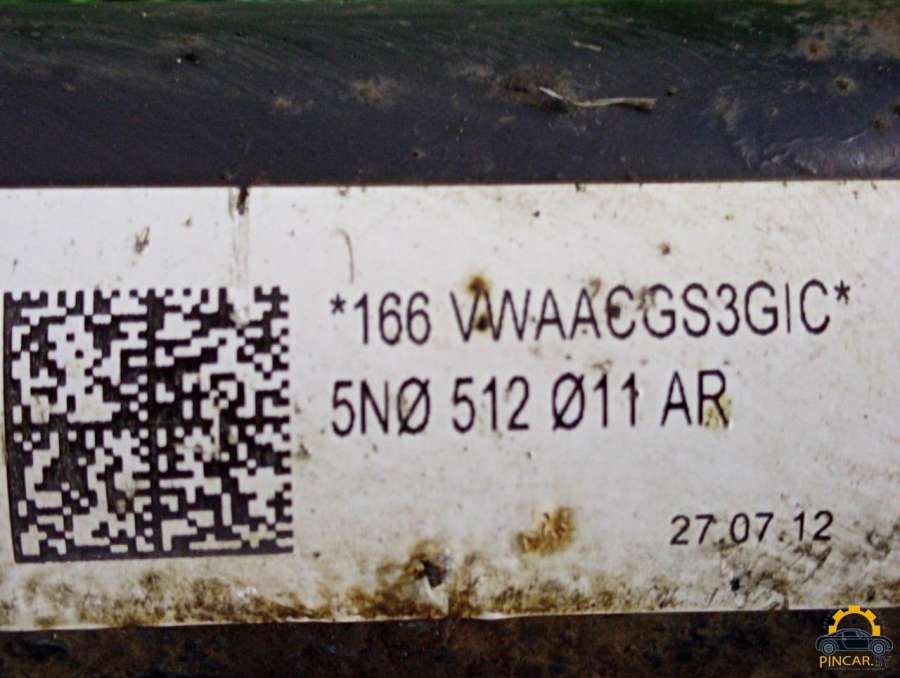 *166 VWAACGS3GIC*
5NØ 512 Ø11 AR
27.07.12
PINCAR.BY